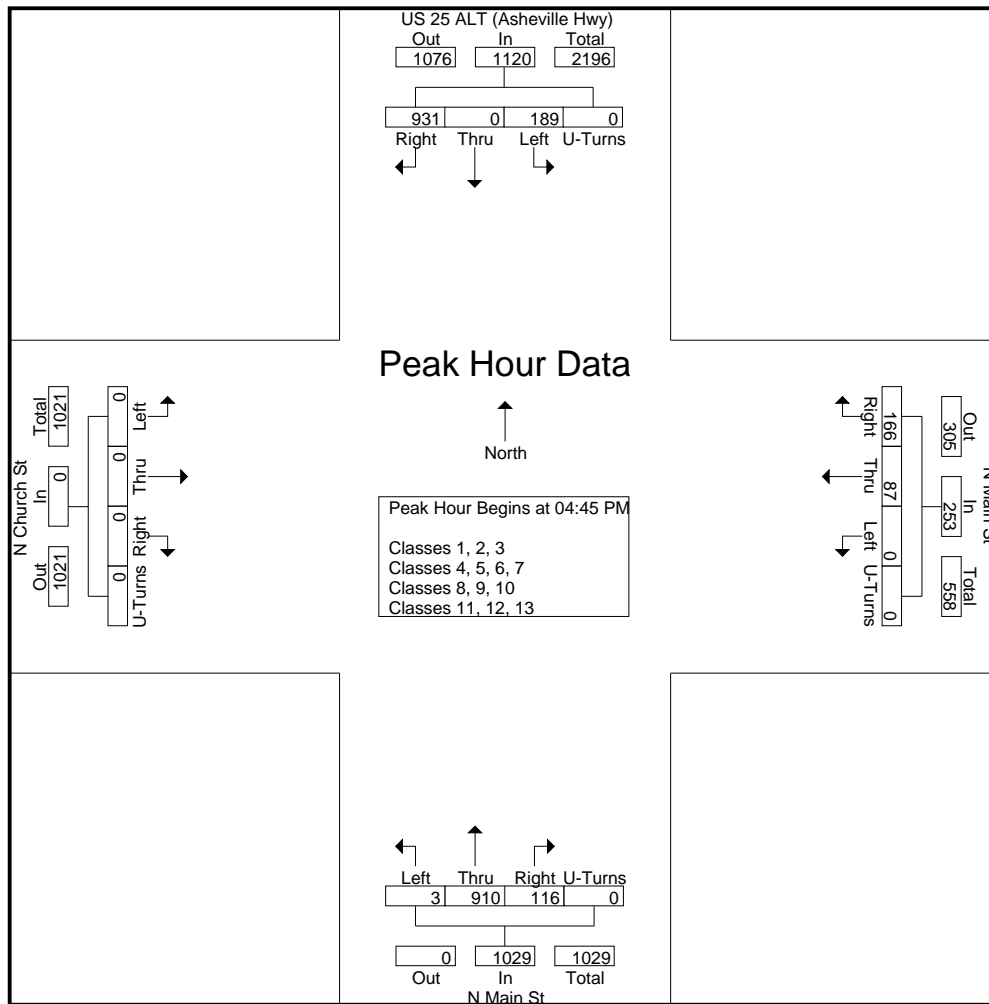 US 25 ALT (Asheville Hwy)
Out In Total
1076 1120 2196
931 0 189 0
Right Thru Left U-Turns
Peak Hour Data
North
Peak Hour Begins at 04:45 PM
Classes 1, 2, 3
Classes 4, 5, 6, 7
Classes 8, 9, 10
Classes 11, 12, 13
N Church St
Out In Total
1021 0 1021
0 0 0 0
U-Turns Right Thru Left
N Main St
Out In Total
305 253 558
166 87 0 0
Right Thru Left U-Turns
Left Thru Right U-Turns
3 910 116 0
0 1029 1029
Out In Total
N Main St